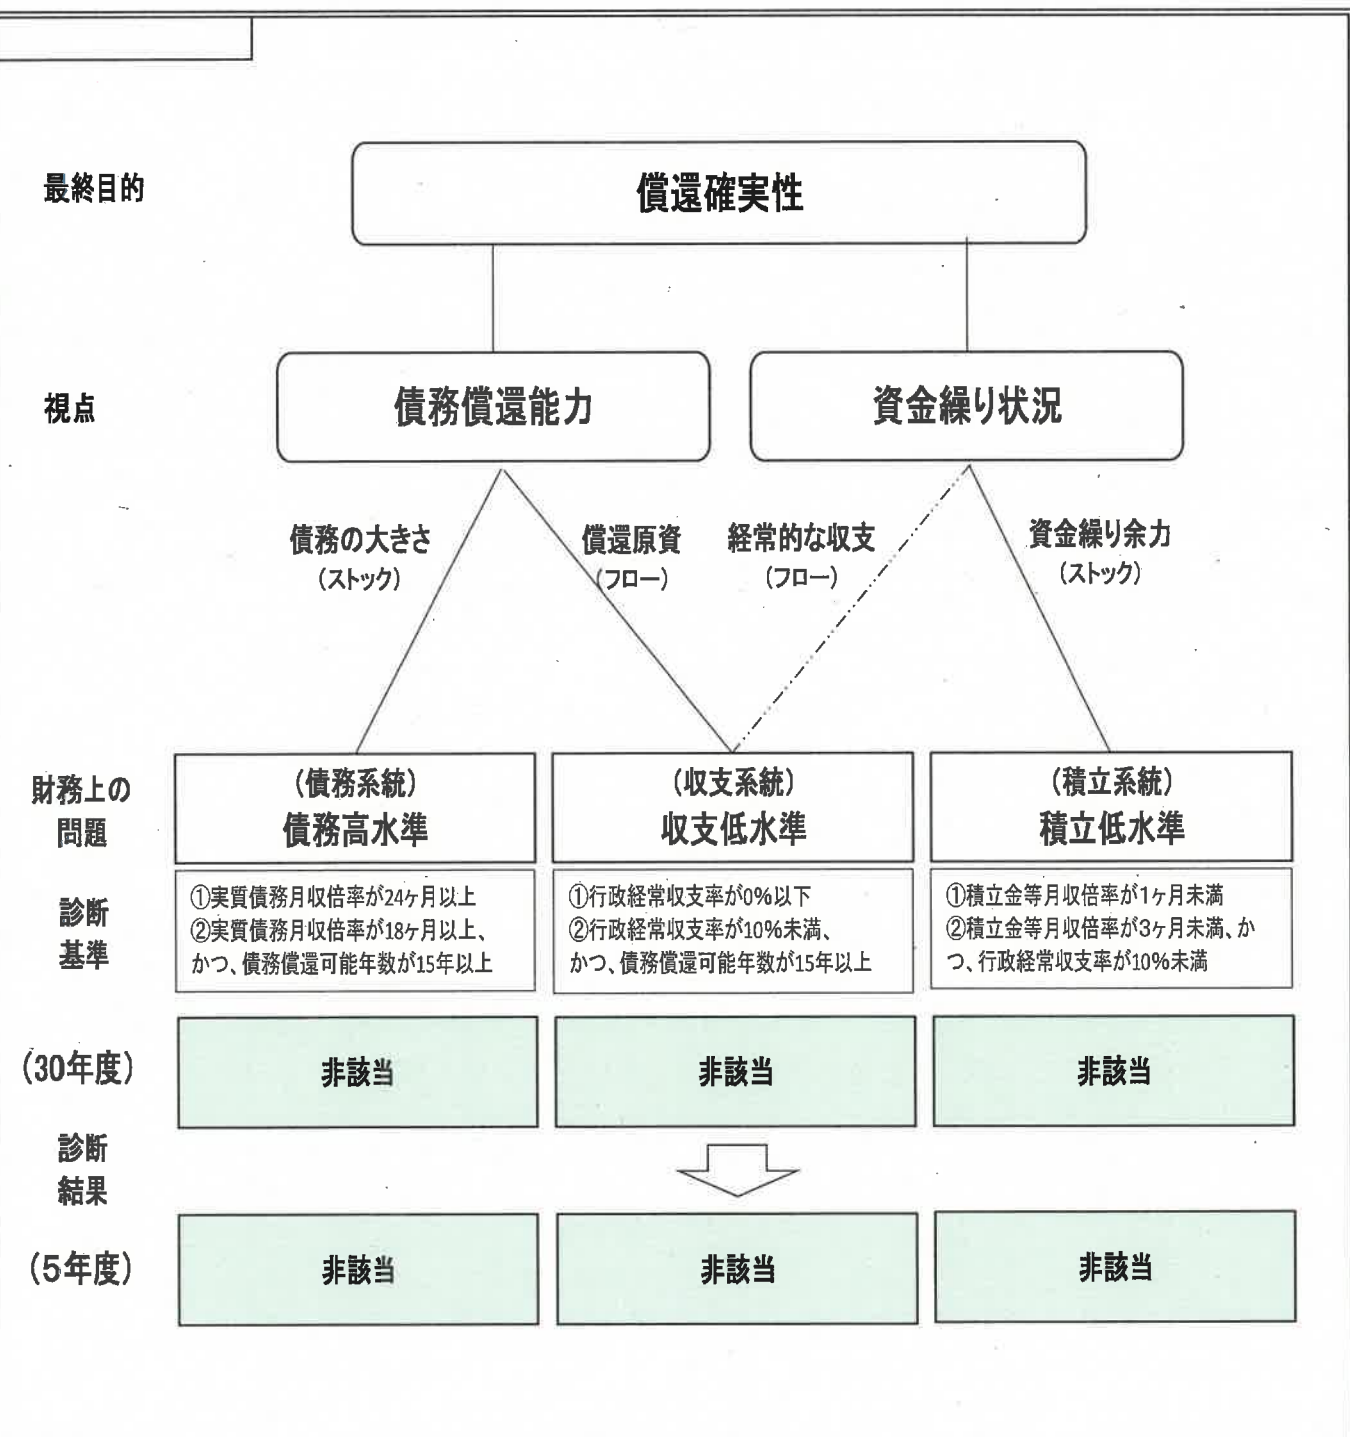 最終目的
償還確実性
視点
債務償還能力
資金繰り状況
債務の大きさ
(ストック)
償還原資
(フロー)
経常的な収支
(フロー)
資金繰り余力
(ストック)
財務上の
問題
(債務系統)
債務高水準
(収支系統)
収支低水準
(積立系統)
積立低水準
診断
基準
①実質債務月収倍率が24ヶ月以上
②実質債務月収倍率が18ヶ月以上、
かつ、債務償還可能年数が15年以上
①行政経常収支率が0%以下
②行政経常収支率が10%未満、
かつ、債務償還可能年数が15年以上
①積立金等月収倍率が1ヶ月未満
②積立金等月収倍率が3ヶ月未満、か
つ、行政経常収支率が10%未満
(30年度)
非該当
非該当
非該当
診断
結果
(5年度)
非該当
非該当
非該当